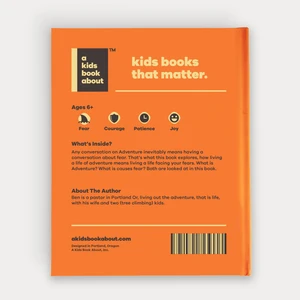 a
kids
book
about
TM
kids books
that matter.
Ages 6+
Fear
Courage
Patience
Joy
What's Inside?
Any conversation on Adventure inevitably means having a
conversation about fear. That's what this book explores, how living
a life of adventure means living a life facing your fears. What is
Adventure? What is causes fear? Both are looked at in this book.
About The Author
Ben is a pastor in Portland Or, living out the adventure, that is life,
with his wife and two (tree climbing) kids.
akidsbookabout.com
Designed in Portland, Oregon.
A Kids Book About, Inc.